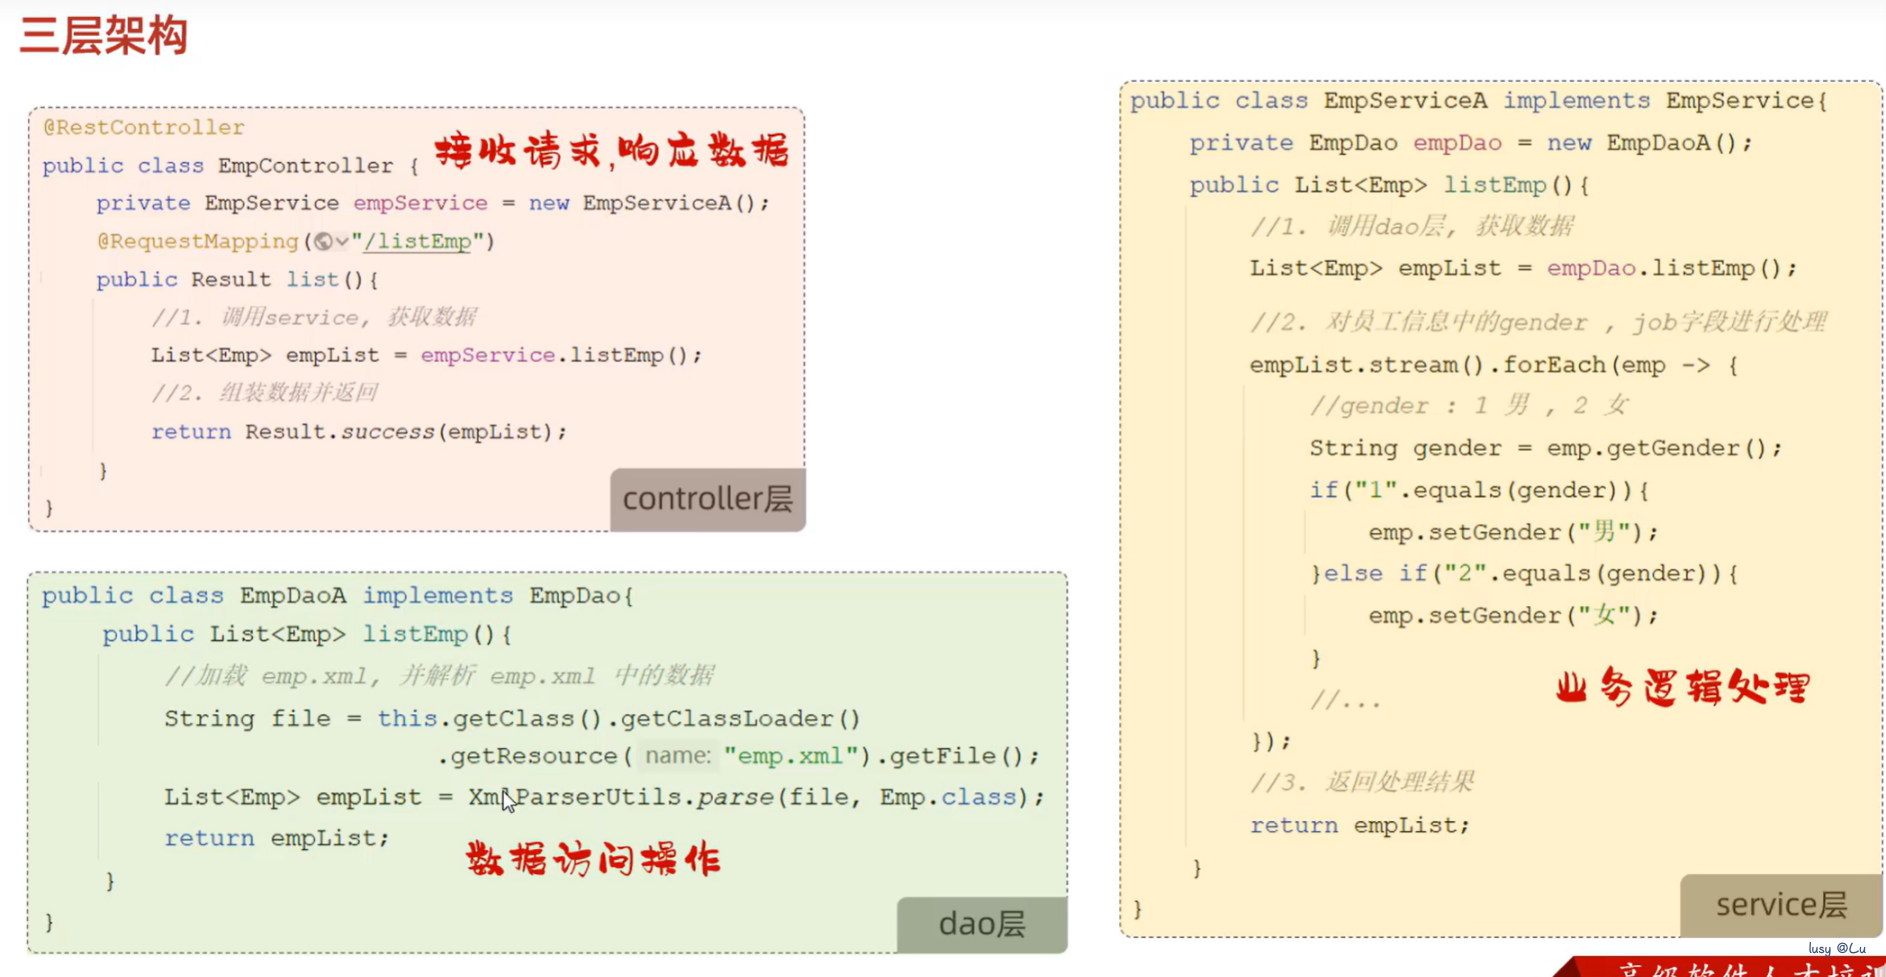 三层架构
@RestController
接收请求,响应数据
public class EmpController {
private EmpService empService = new EmpServiceA();
@RequestMapping("/listEmp")
public Result list(){
//1. 调用service, 获取数据
List<Emp> empList = empService.listEmp();
//2. 组装数据并返回
return Result.success(empList);
}
}
controller层
public class EmpDaoA implements EmpDao{
public List<Emp> listEmp(){
//加载 emp.xml, 并解析 emp.xml 中的数据
String file = this.getClass().getClassLoader()
.getResource( name: "emp.xml").getFile();
List<Emp> empList = XmlParserUtils.parse(file, Emp.class);
return empList;
数据访问操作
}
}
dao层
public class EmpServiceA implements EmpService{
private EmpDao empDao = new EmpDaoA();
public List<Emp> listEmp(){
//1. 调用dao层, 获取数据
List<Emp> empList = empDao.listEmp();
//2. 对员工信息中的gender , job字段进行处理
empList.stream().forEach(emp -> {
//gender : 1 男 , 2 女
String gender = emp.getGender();
if("1".equals(gender)){
emp.setGender("男");
}else if("2".equals(gender)){
emp.setGender("女");
}
业务逻辑处理
//...
});
//3. 返回处理结果
return empList;
}
}
service层
lusy @Lu
高级软件人才培训